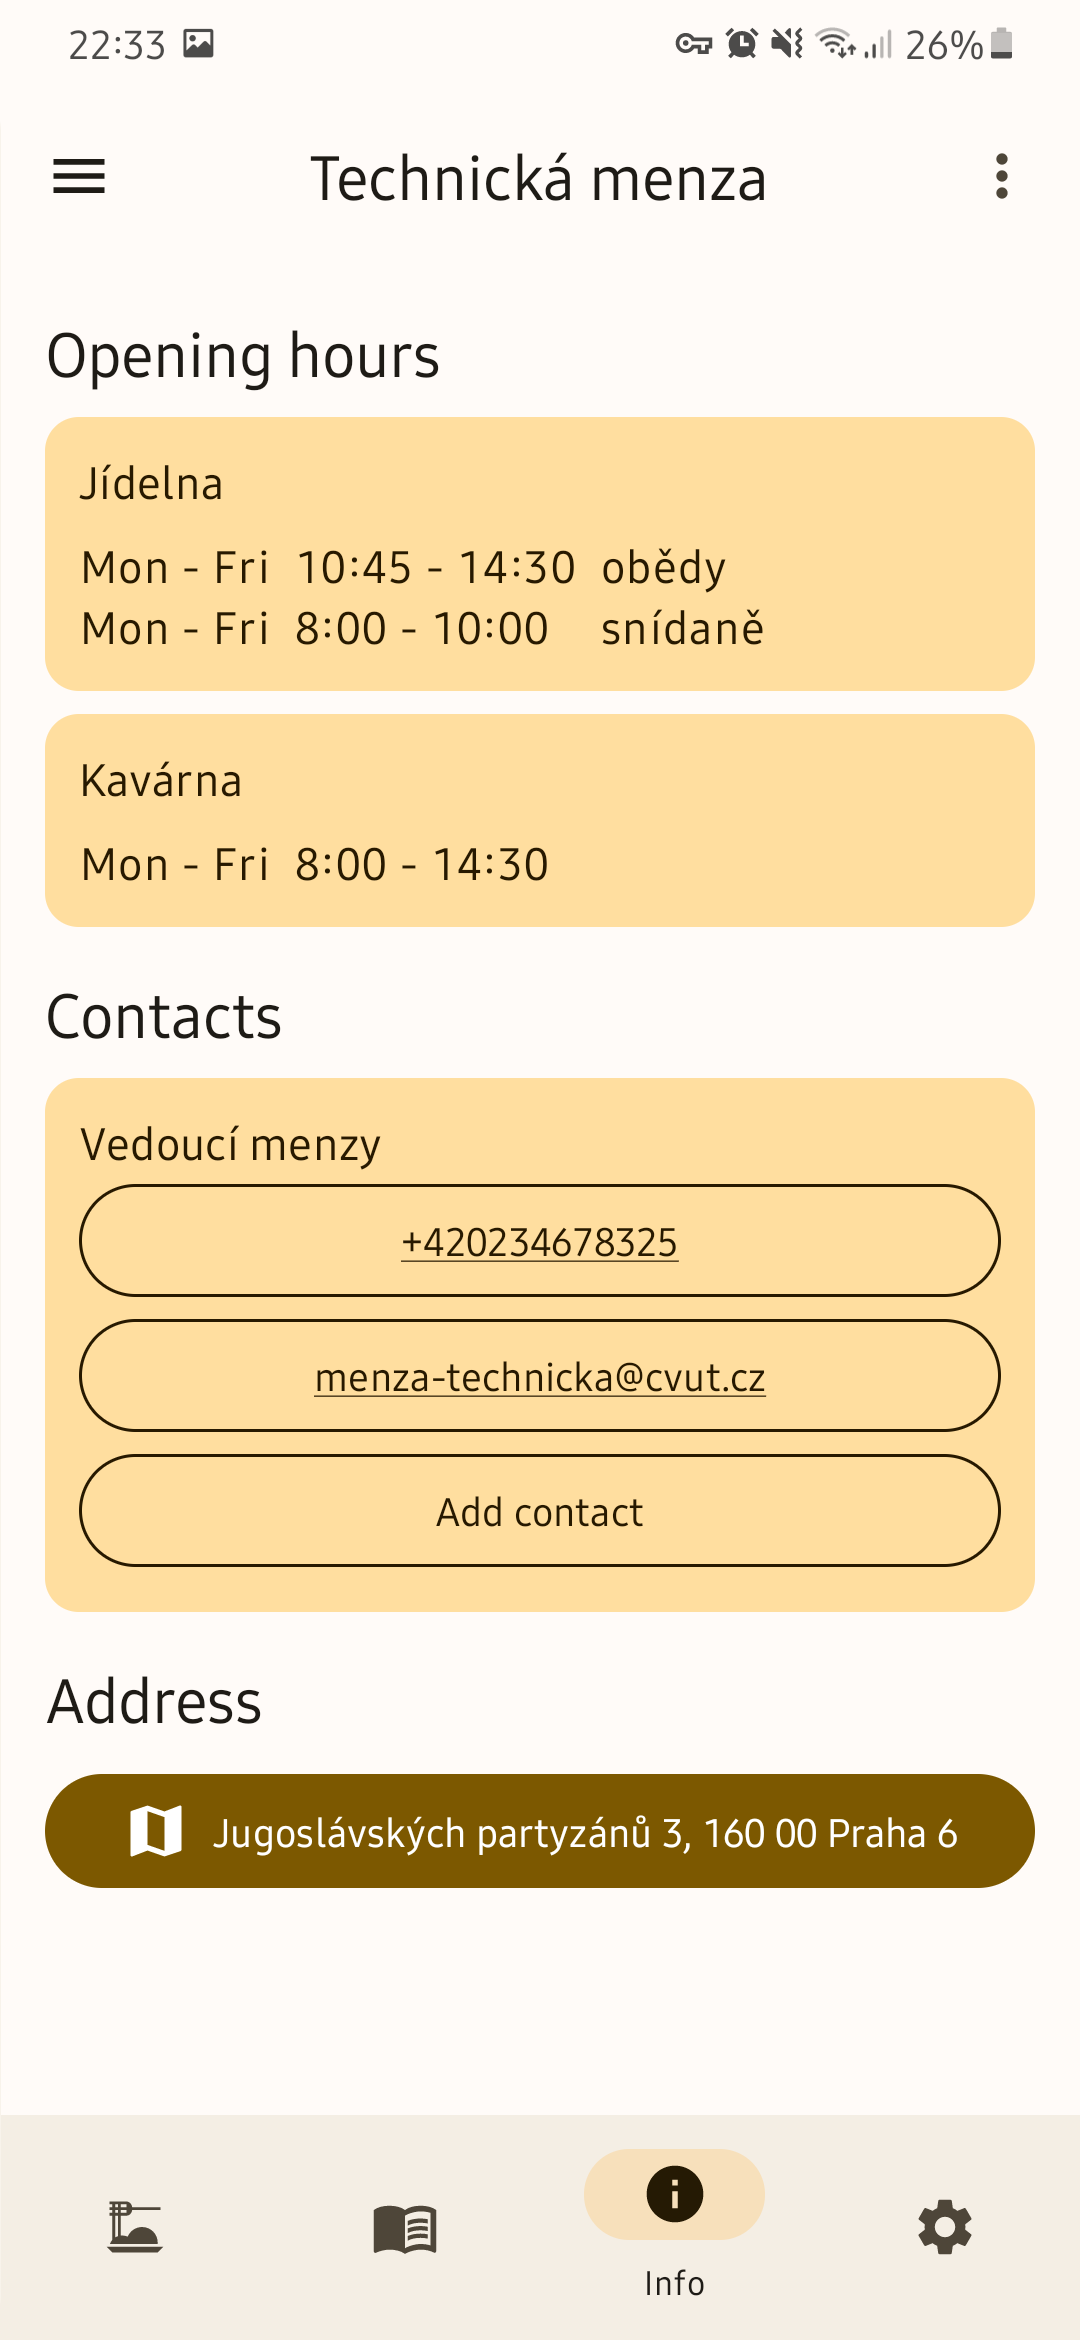 22:33 26%
Technická menza
Opening hours
Jídelna
Mon - Fri 10:45 - 14:30 obědy
Mon - Fri 8:00 - 10:00 snídaně
Kavárna
Mon - Fri 8:00 - 14:30
Contacts
Vedoucí menzy
+420234678325
menza-technicka@cvut.cz
Add contact
Address
Jugoslávských partyzánů 3, 160 00 Praha 6
Info